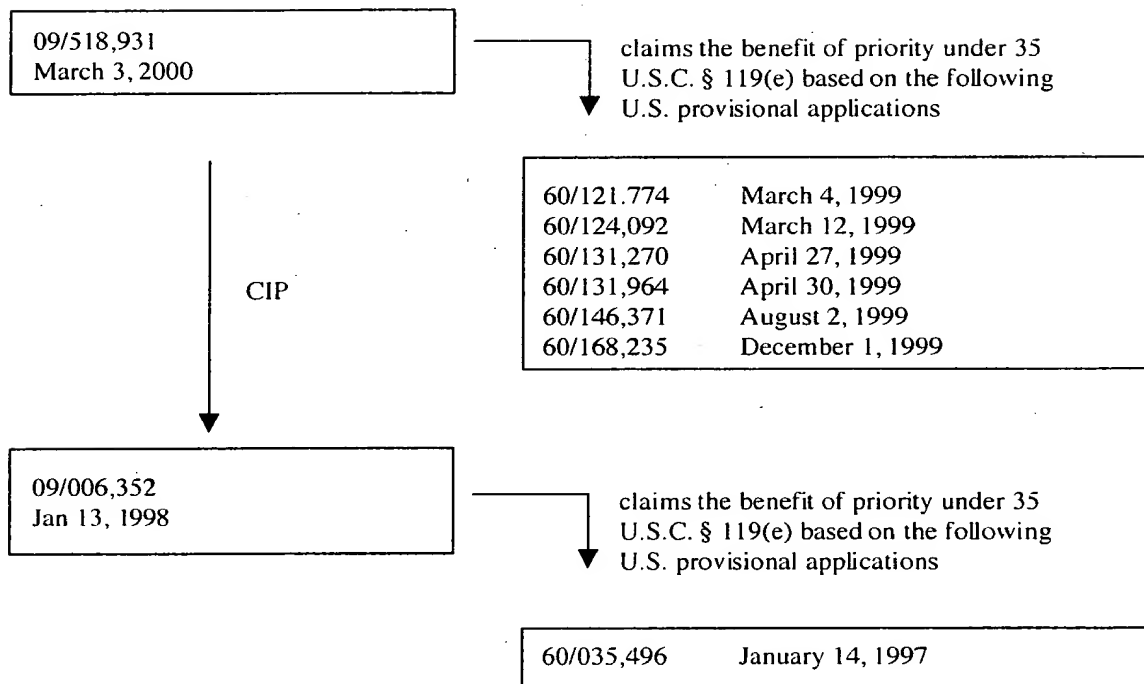 09/518,931
March 3, 2000
claims the benefit of priority under 35
U.S.C. § 119(e) based on the following
U.S. provisional applications
60/121.774 March 4, 1999
60/124,092 March 12, 1999
60/131,270 April 27, 1999
60/131,964 April 30, 1999
60/146,371 August 2, 1999
60/168,235 December 1, 1999
CIP
09/006,352
Jan 13, 1998
claims the benefit of priority under 35
U.S.C. § 119(e) based on the following
U.S. provisional applications
60/035,496 January 14, 1997